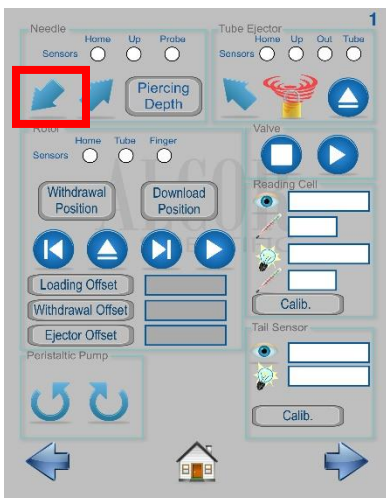 1
Needle
Home Up Probe
Sensors
Piercing
Depth
Tube Ejector
Home Up Out Tube
Sensors
Rotor
Home Tube Finger
Sensors
Withdrawal
Position
Download
Position
Loading Offset
Withdrawal Offset
Ejector Offset
Valve
Reading Cell
Calib.
Peristaltic Pump
Tail Sensor
Calib.